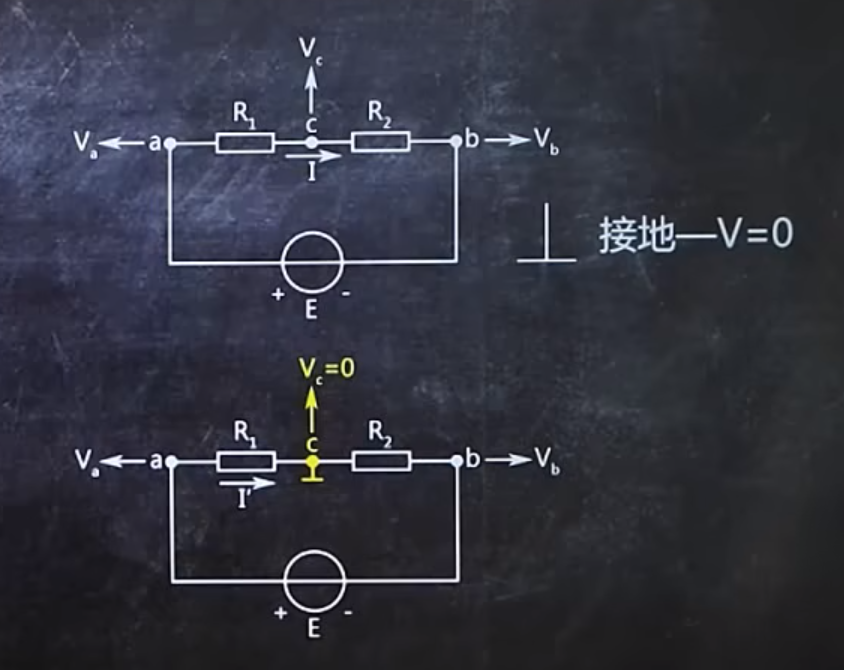 V_c
R_1
R_2
V_a
a
c
b
V_b
I
接地—V=0
+
E
-
V_c=0
R_1
R_2
V_a
a
c
b
V_b
I'
+
E
-